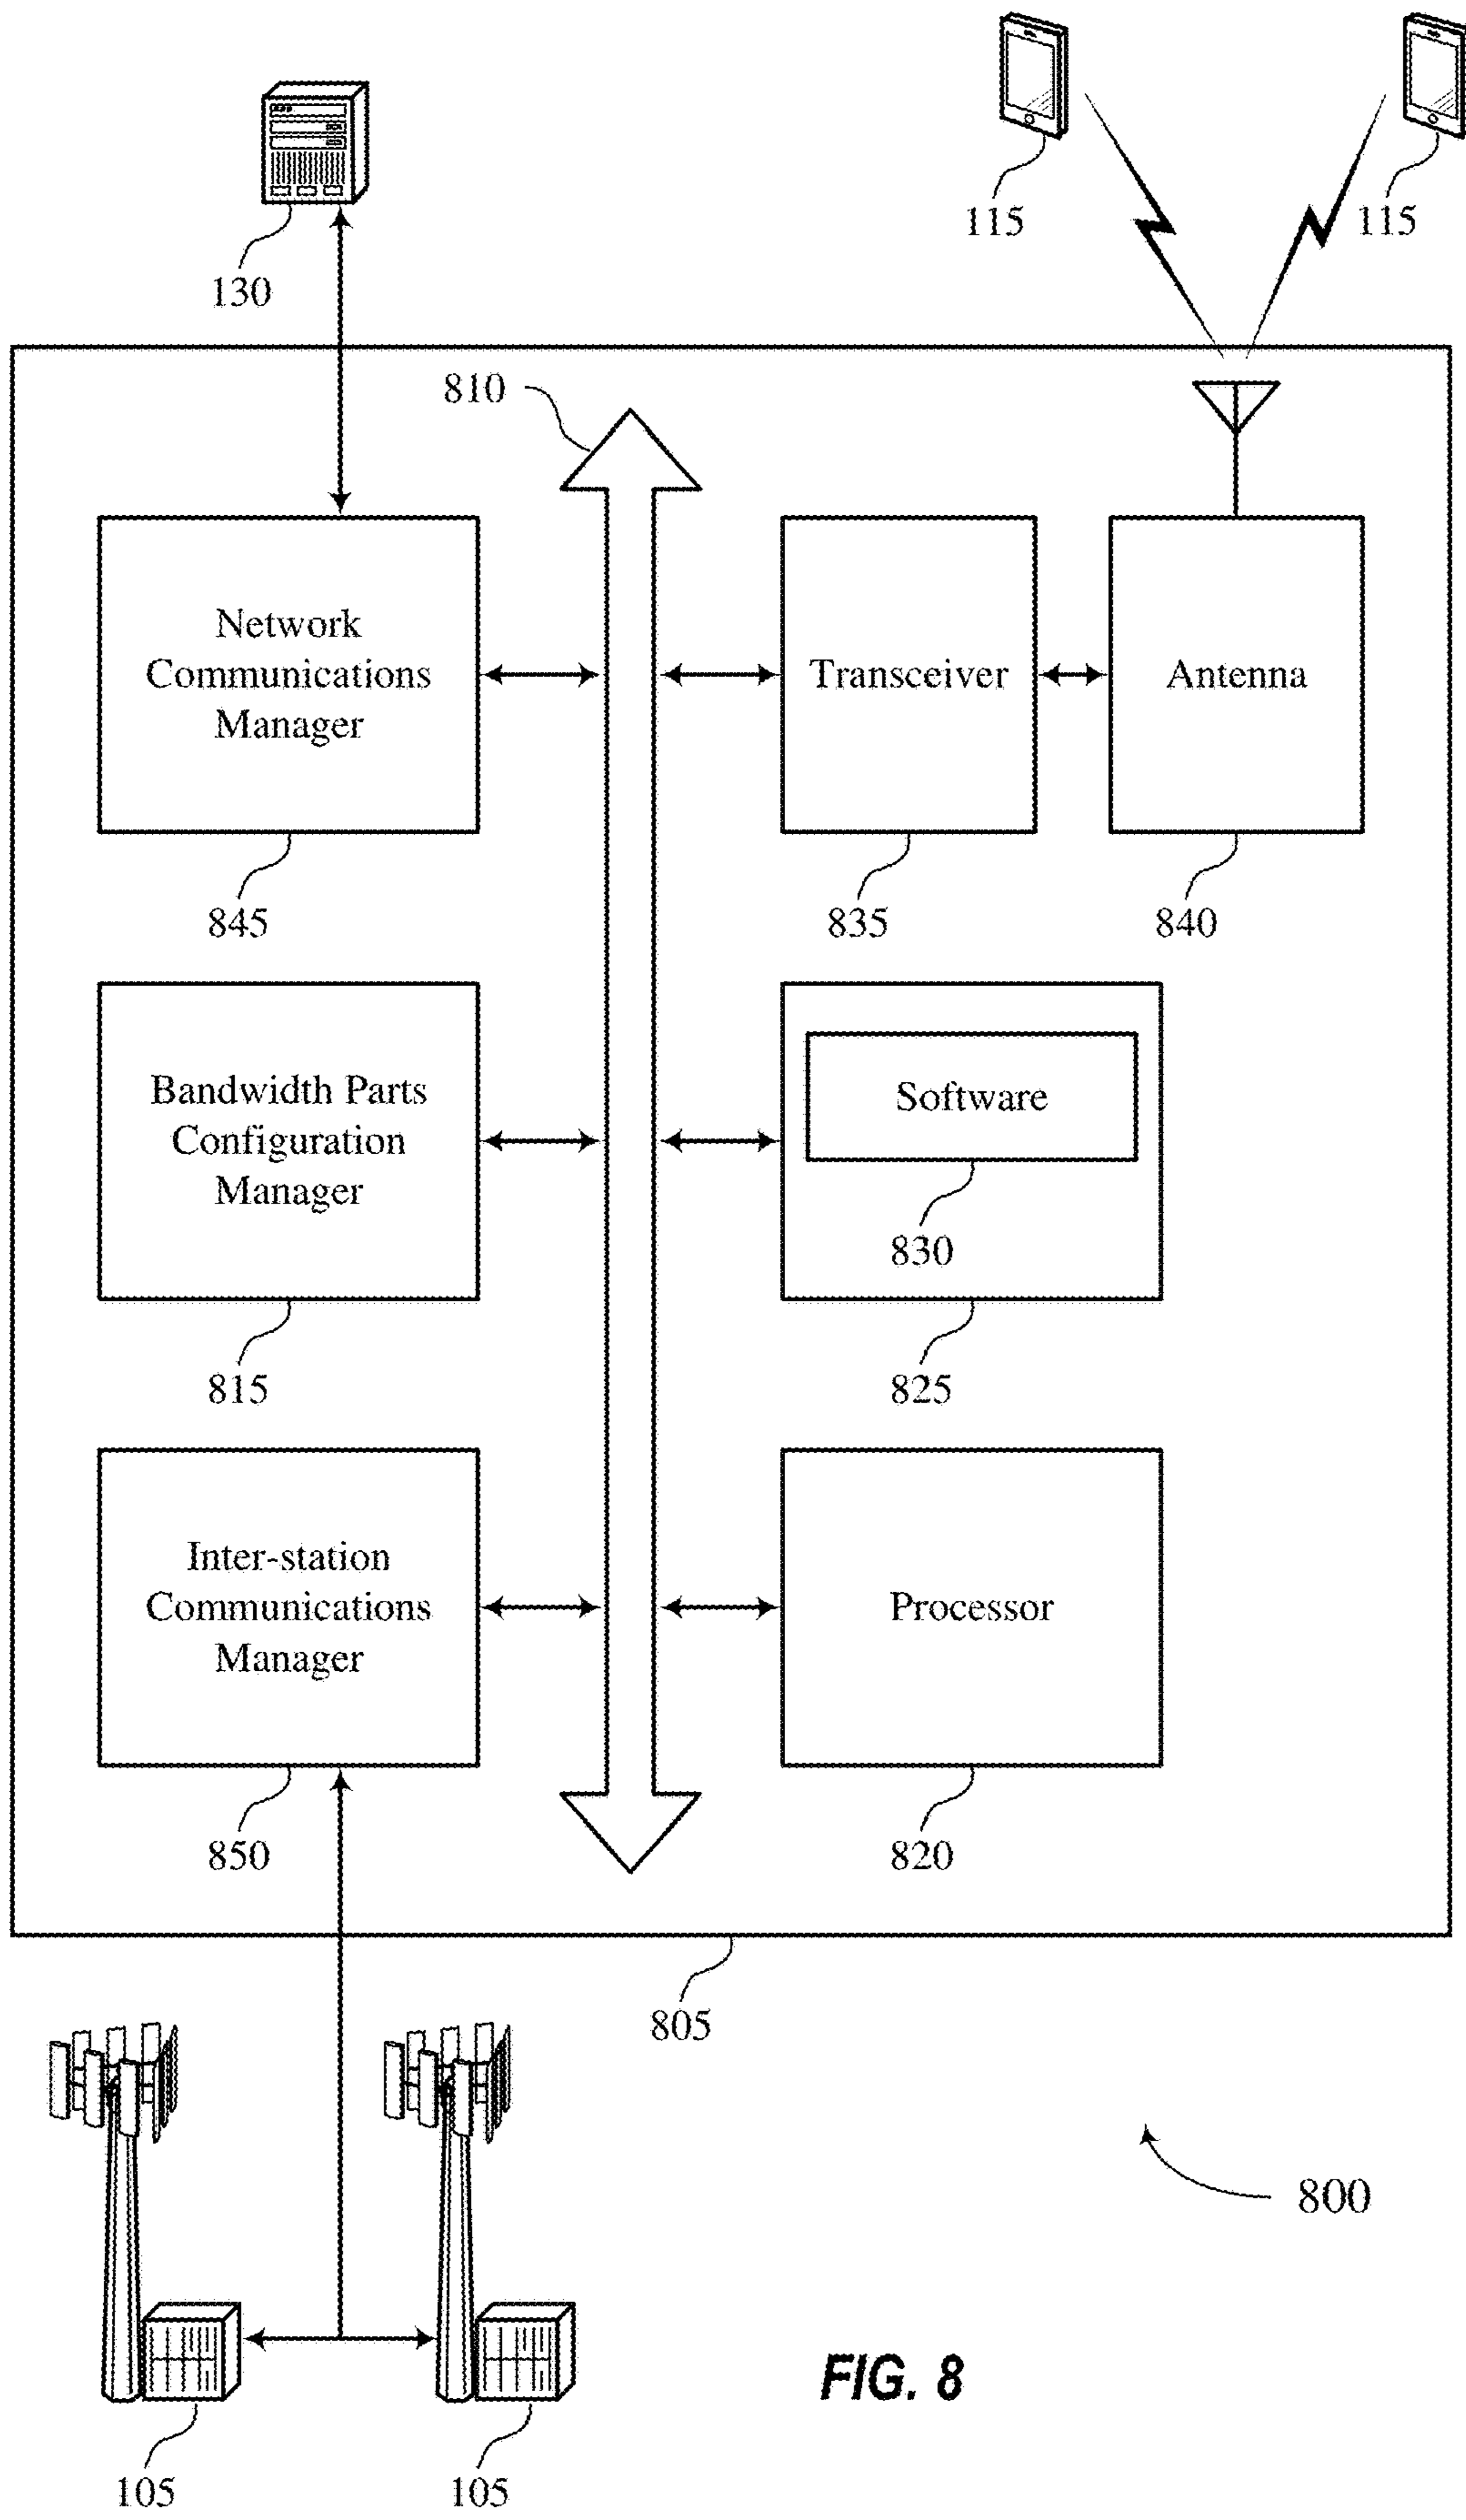 115
115
130
810
Network
Communications
Manager
Transceiver
Antenna
845
835
840
Bandwidth Parts
Configuration
Manager
Software
830
815
825
Inter-station
Communications
Manager
Processor
850
820
805
800
FIG. 8
105
105